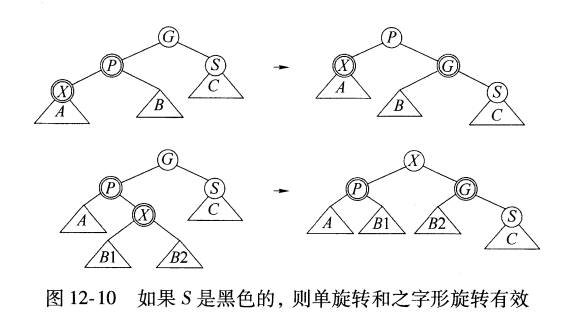 G P
P S X G
X C A B S
A B C
G X
P S P G
A X C A B1 B2 S
B1 B2 C
图 12-10 如果 S 是黑色的，则单旋转和之字形旋转有效